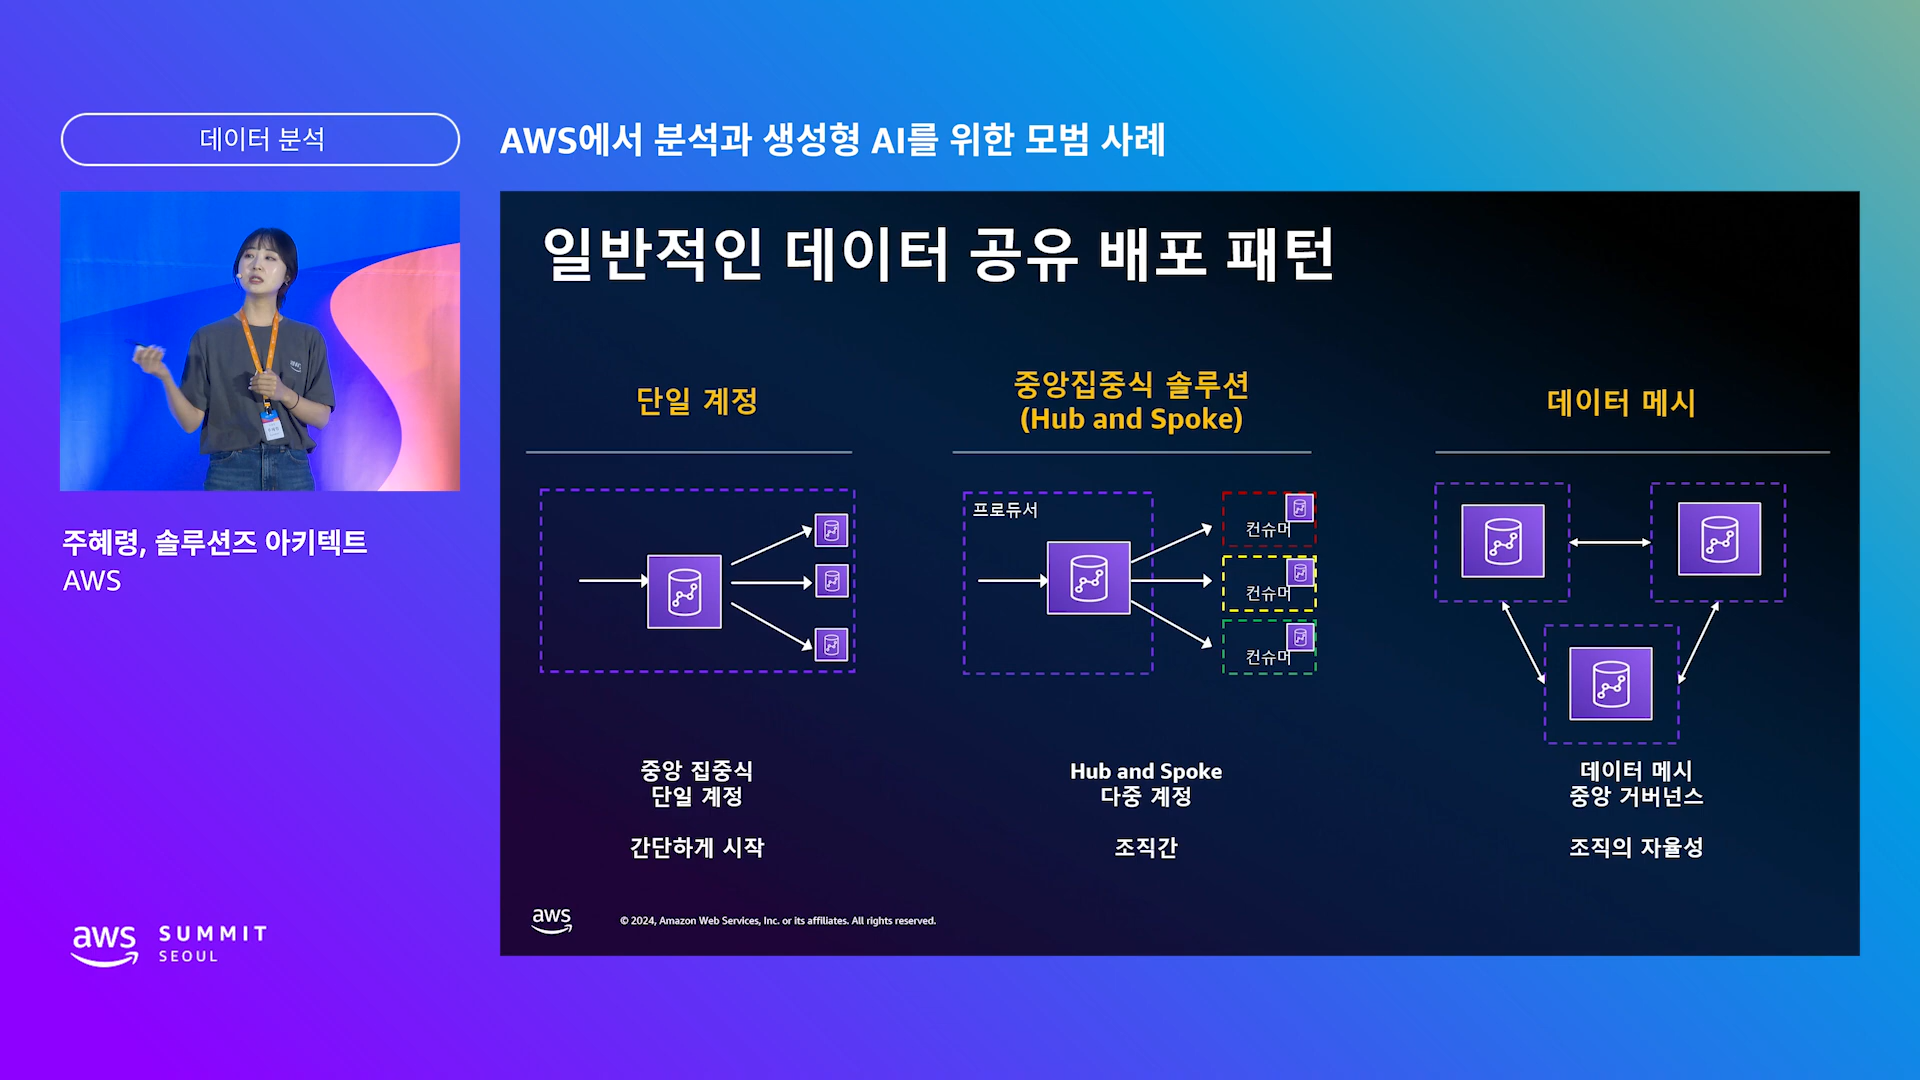 데이터 분석
AWS에서 분석과 생성형 AI를 위한 모범 사례
주혜령, 솔루션즈 아키텍트
AWS
일반적인 데이터 공유 배포 패턴
단일 계정
중앙 집중식
단일 계정
간단하게 시작
중앙집중식 솔루션
(Hub and Spoke)
프로듀서
컨슈머
컨슈머
컨슈머
Hub and Spoke
다중 계정
조직간
데이터 메시
데이터 메시
중앙 거버넌스
조직의 자율성
aws
© 2024, Amazon Web Services, Inc. or its affiliates. All rights reserved.
aws
SUMMIT
SEOUL